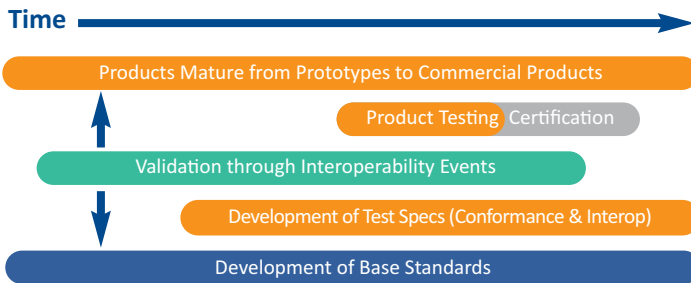 Time
Products Mature from Prototypes to Commercial Products
Product Testing Certification
Validation through Interoperability Events
Development of Test Specs (Conformance & Interop)
Development of Base Standards